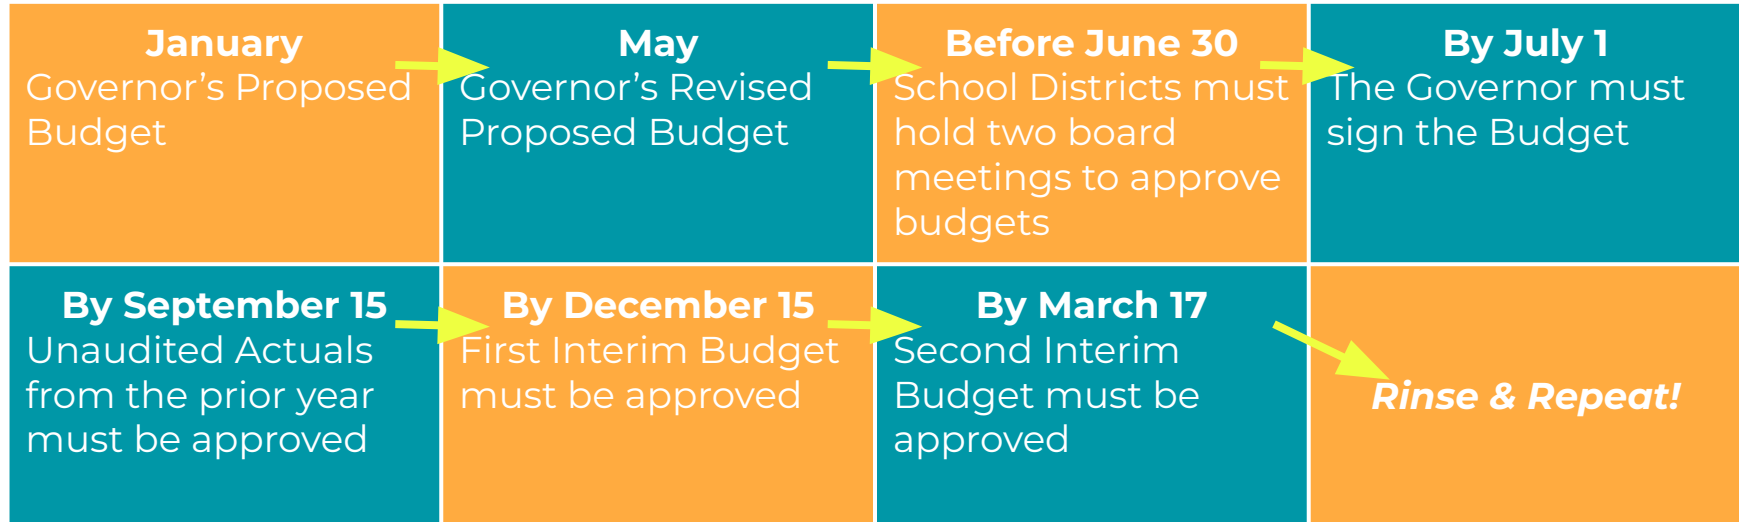 January
Governor's Proposed
Budget
May
Governor's Revised
Proposed Budget
Before June 30
School Districts must
hold two board
meetings to approve
budgets
By July 1
The Governor must
sign the Budget
By September 15
Unaudited Actuals
from the prior year
must be approved
By December 15
First Interim Budget
must be approved
By March 17
Second Interim
Budget must be
approved
Rinse & Repeat!